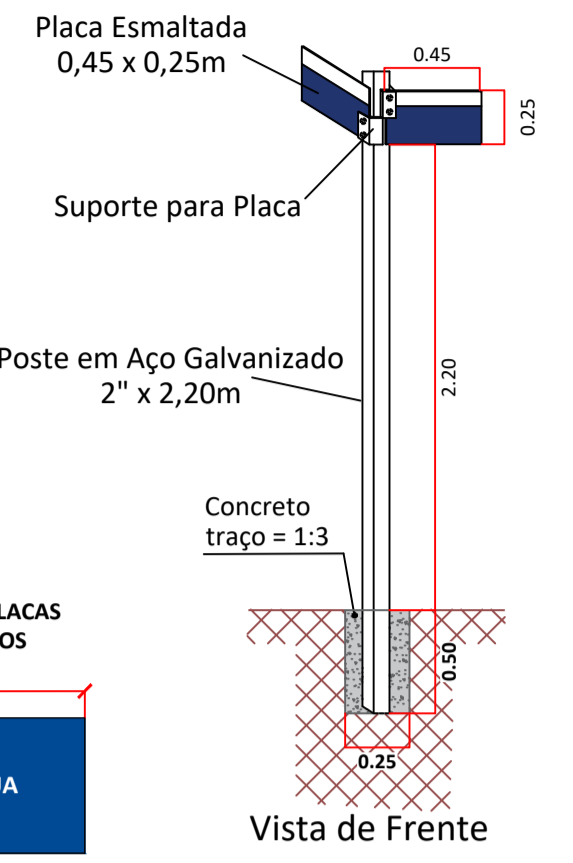 Placa Esmaltada
0,45 x 0,25m
0.45
0.25
Suporte para Placa
Poste em Aço Galvanizado
2" x 2,20m
2.20
Concreto
traço = 1:3
LACAS
OS
0.50
UA
0.25
Vista de Frente